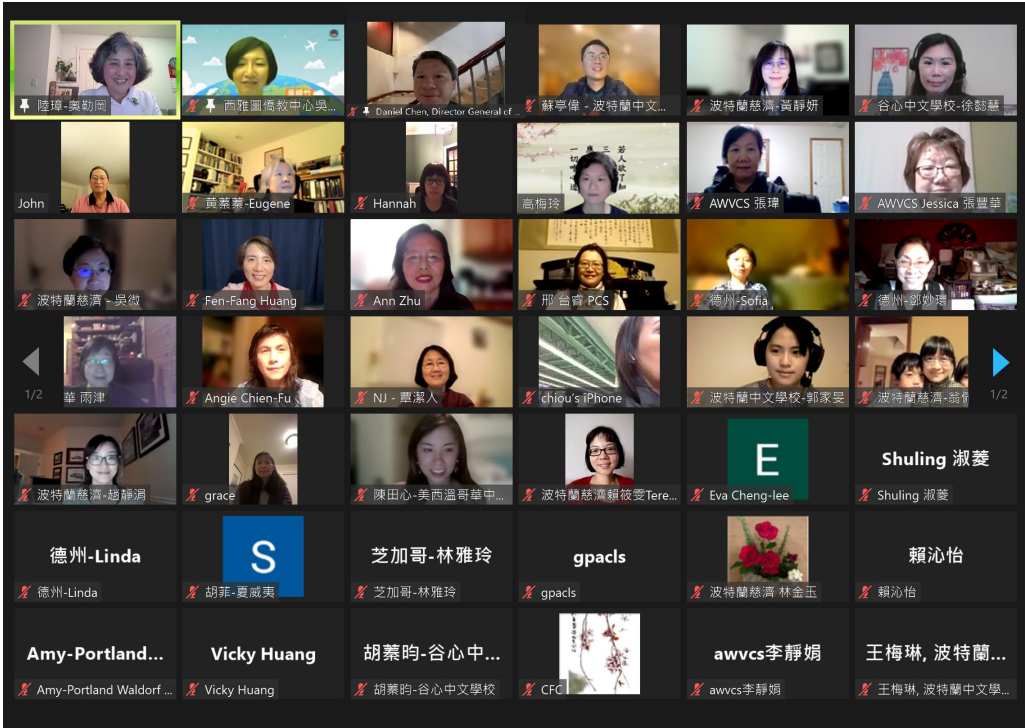 陸瑋-奧勒岡
西雅圖僑教中心吳...
Daniel Chen, Director General of ...
蘇亭偉 - 波特蘭中文...
波特蘭慈濟-黃靜妍
谷心中文學校-徐懿慧
John
黃蓁蓁-Eugene
Hannah
若人欲了知
三
一切
高梅玲
AWVCS 張瑋
AWVCS Jessica 張豐華
波特蘭慈濟 - 吳微
Fen-Fang Huang
Ann Zhu
邢 台睿 PCS
德州-Sofia
德州-鄧妙環
1/2
華 雨津
Angie Chien-Fu
NJ - 覃潔人
chiou's iPhone
波特蘭中文學校-郭家旻
波特蘭慈濟-翁
1/2
波特蘭慈濟-趙靜涓
grace
陳田心-美西溫哥華中...
波特蘭慈濟賴筱雯Tere...
E
Eva Cheng-lee
Shuling 淑菱
Shuling 淑菱
德州-Linda
德州-Linda
S
胡菲-夏威夷
芝加哥-林雅玲
芝加哥-林雅玲
gpacls
gpacls
波特蘭慈濟 林金玉
賴沁怡
賴沁怡
Amy-Portland...
Amy-Portland Waldorf ...
Vicky Huang
Vicky Huang
胡蓁昀-谷心中...
胡蓁昀-谷心中文學校
CFC
awvcs李靜娟
awvcs李靜娟
王梅琳, 波特蘭...
王梅琳, 波特蘭中文學...